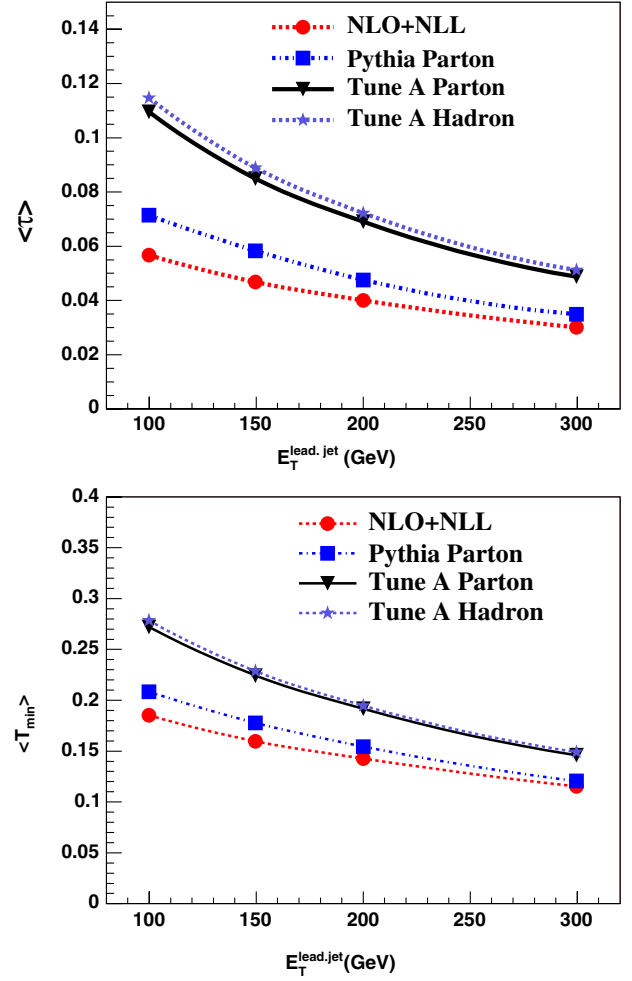 NLO+NLL
Pythia Parton
Tune A Parton
Tune A Hadron
0.14
0.12
0.1
0.08
0.06
0.04
0.02
0
<τ>
100 150 200 250 300
E_T^lead. jet (GeV)
NLO+NLL
Pythia Parton
Tune A Parton
Tune A Hadron
0.4
0.35
0.3
0.25
0.2
0.15
0.1
0.05
0
<T_min>
100 150 200 250 300
E_T^lead.jet(GeV)